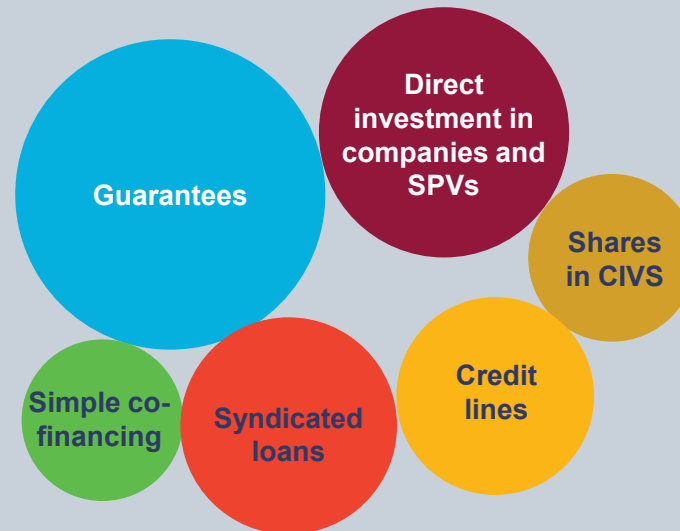 Direct
investment in
companies and
SPVs
Guarantees
Shares
in CIVS
Credit
lines
Simple co-
financing
Syndicated
loans